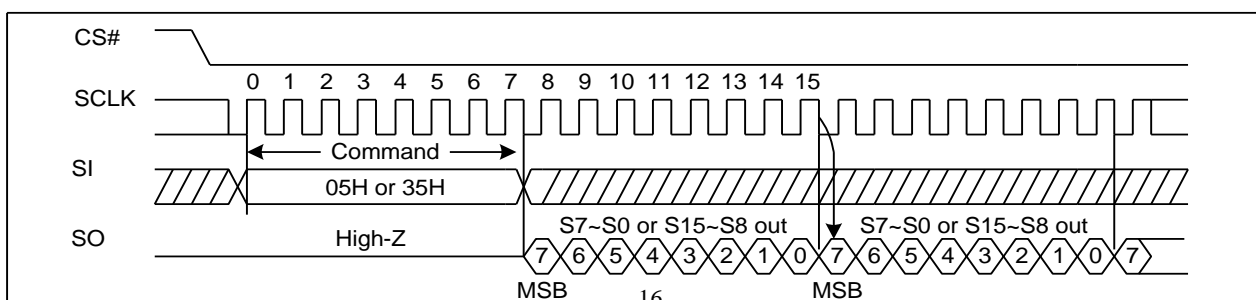 CS#
0 1 2 3 4 5 6 7 8 9 10 11 12 13 14 15
SCLK
Command
SI
05H or 35H
S7~S0 or S15~S8 out S7~S0 or S15~S8 out
SO High-Z
7 6 5 4 3 2 1 0 7 6 5 4 3 2 1 0 7
MSB 16 MSB